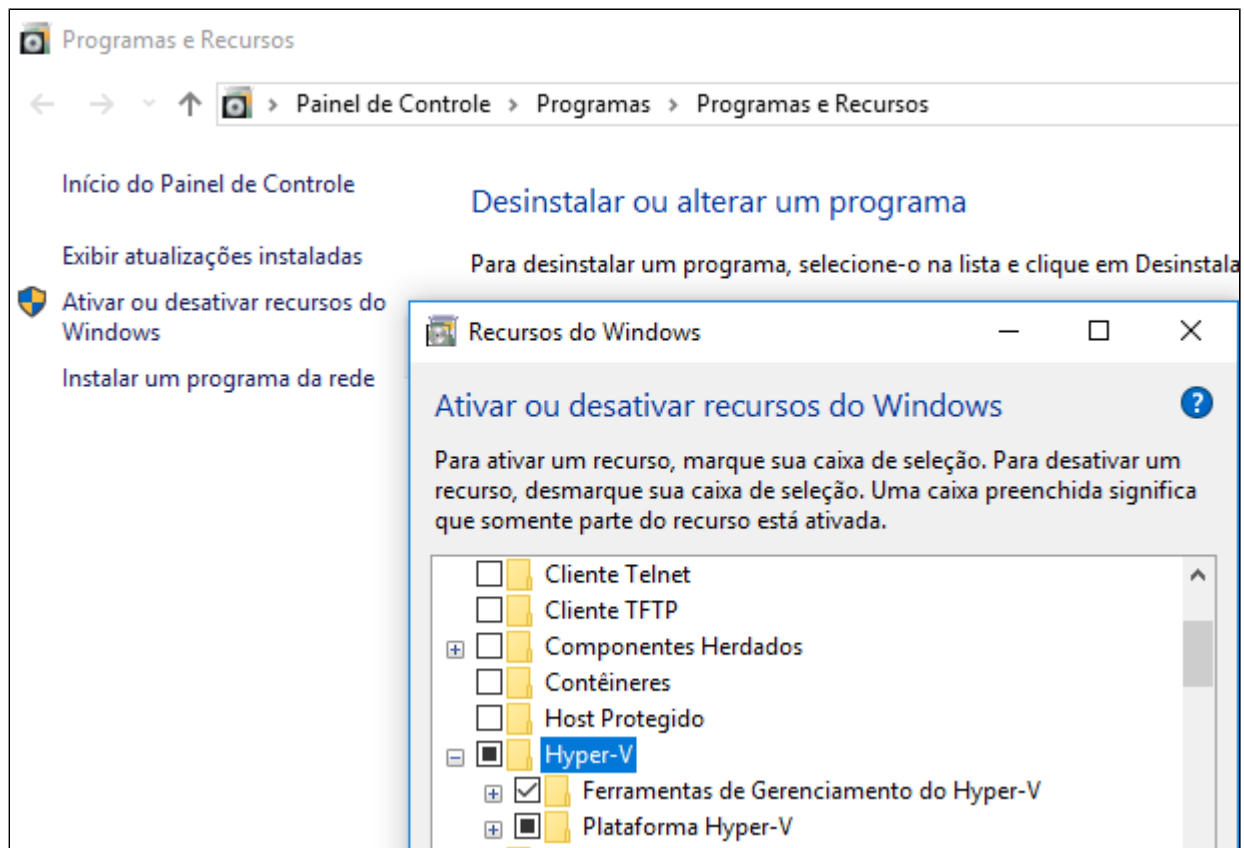 Programas e Recursos
Painel de Controle > Programas > Programas e Recursos
Início do Painel de Controle
Desinstalar ou alterar um programa
Exibir atualizações instaladas
Para desinstalar um programa, selecione-o na lista e clique em Desinstala
Ativar ou desativar recursos do
Windows
Instalar um programa da rede
Recursos do Windows
Ativar ou desativar recursos do Windows
Para ativar um recurso, marque sua caixa de seleção. Para desativar um
recurso, desmarque sua caixa de seleção. Uma caixa preenchida significa
que somente parte do recurso está ativada.
Cliente Telnet
Cliente TFTP
Componentes Herdados
Contêineres
Host Protegido
Hyper-V
Ferramentas de Gerenciamento do Hyper-V
Plataforma Hyper-V